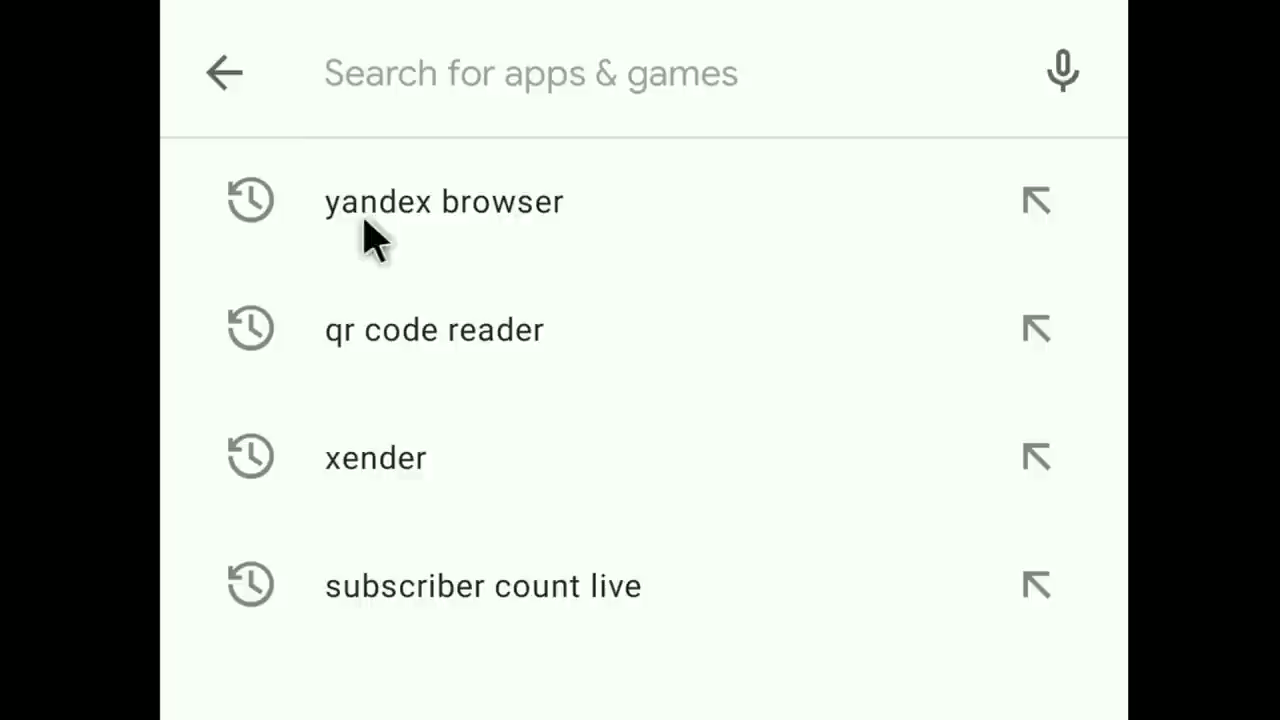 Search for apps & games
yandex browser
qr code reader
xender
subscriber count live